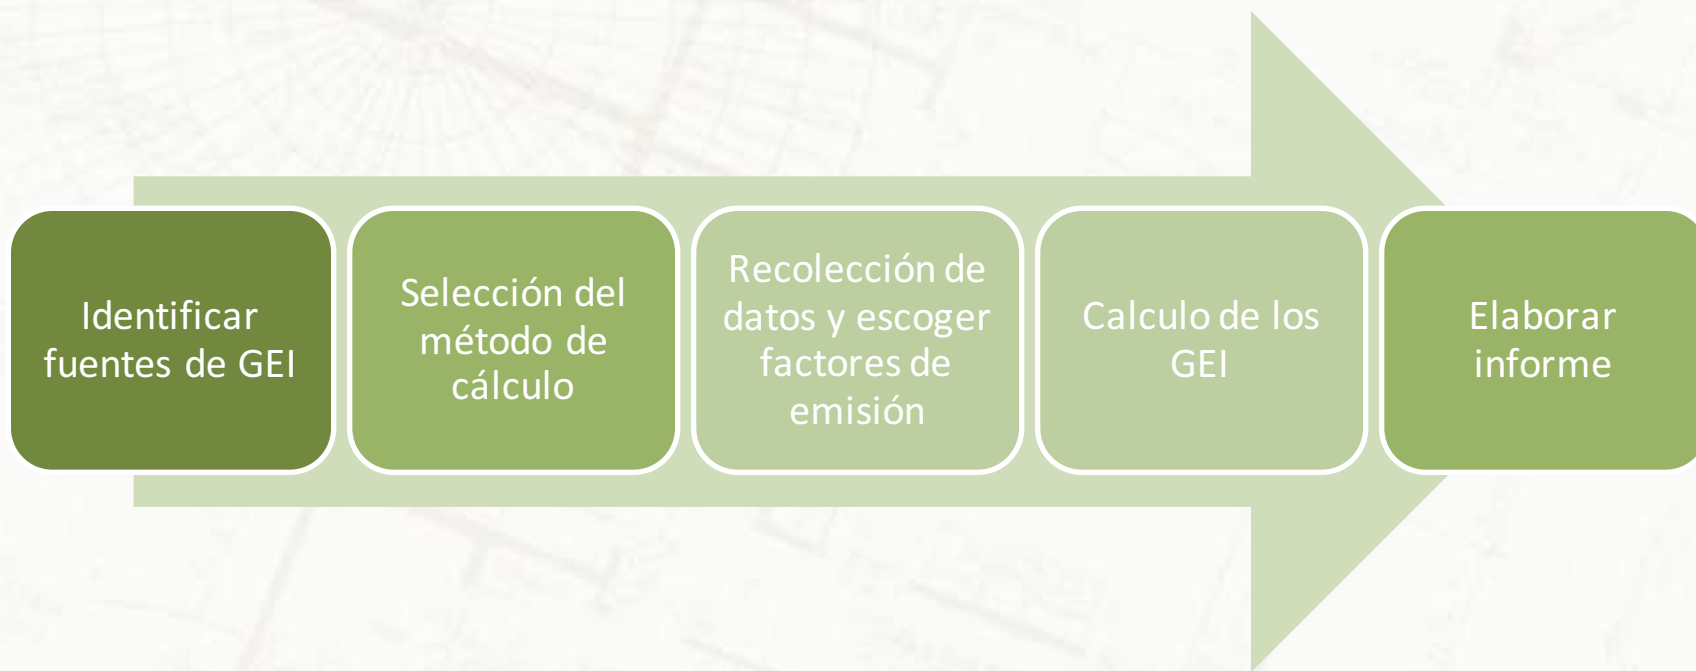 Identificar
fuentes de GEI
Selección del
método de
cálculo
Recolección de
datos y escoger
factores de
emisión
Calculo de los
GEI
Elaborar
informe